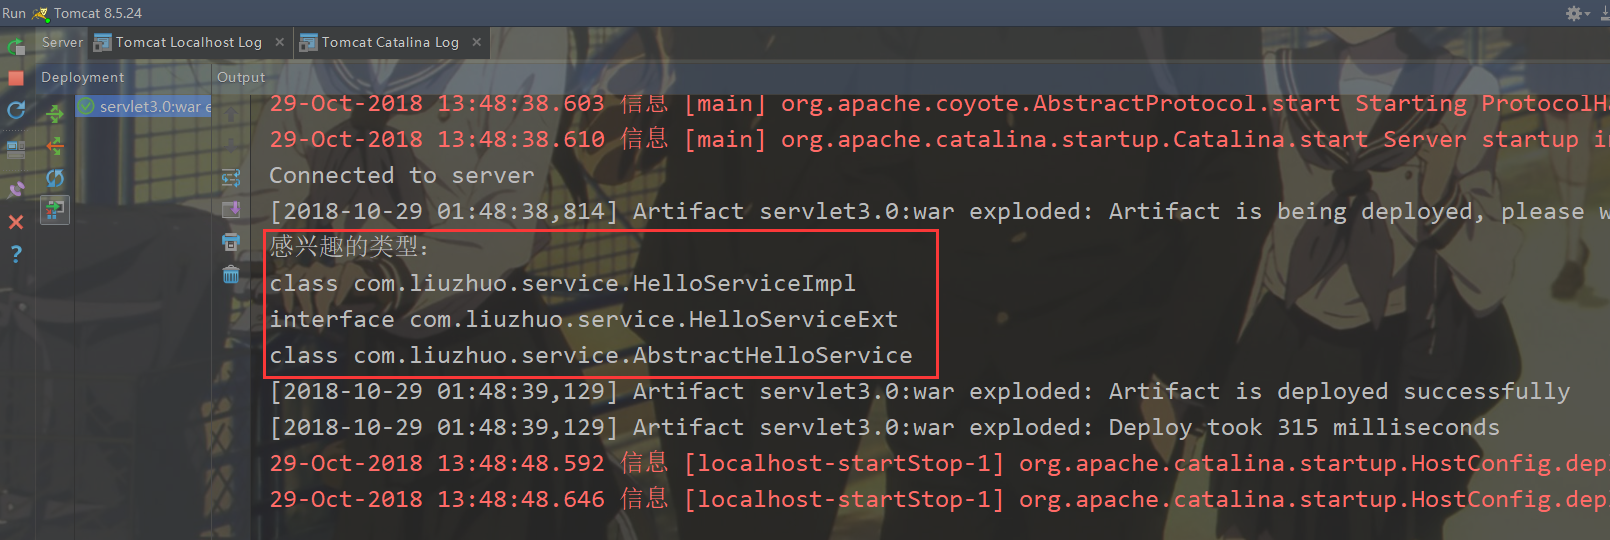 Run Tomcat 8.5.24
Server Tomcat Localhost Log × Tomcat Catalina Log ×
Deployment Output
servlet3.0:war e
29-Oct-2018 13:48:38.603 信息 [main] org.apache.coyote.AbstractProtocol.start Starting ProtocolHa
29-Oct-2018 13:48:38.610 信息 [main] org.apache.catalina.startup.Catalina.start Server startup in
Connected to server
[2018-10-29 01:48:38,814] Artifact servlet3.0:war exploded: Artifact is being deployed, please w
感兴趣的类型：
class com.liuzhuo.service.HelloServiceImpl
interface com.liuzhuo.service.HelloServiceExt
class com.liuzhuo.service.AbstractHelloService
[2018-10-29 01:48:39,129] Artifact servlet3.0:war exploded: Artifact is deployed successfully
[2018-10-29 01:48:39,129] Artifact servlet3.0:war exploded: Deploy took 315 milliseconds
29-Oct-2018 13:48:48.592 信息 [localhost-startStop-1] org.apache.catalina.startup.HostConfig.dep
29-Oct-2018 13:48:48.646 信息 [localhost-startStop-1] org.apache.catalina.startup.HostConfig.dep